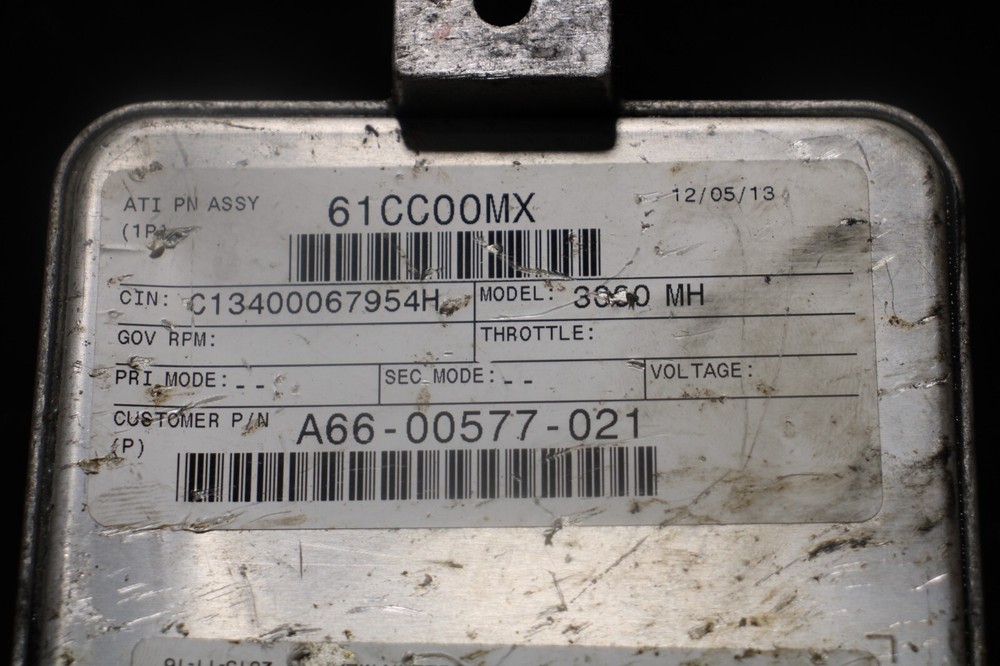 ATI PN ASSY 61CC00MX 12/05/13
(1P)
CIN: C13400067954H MODEL: 3000 MH
GOV RPM: THROTTLE:
PRI MODE: -- SEC MODE: -- VOLTAGE:
CUSTOMER P/N A66-00577-021
(P)